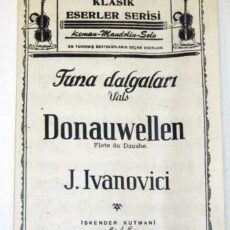 KLASİK
ESERLER SERİSİ
Keman-Mandolin-Solo
EN TANINMIŞ BESTEKARLARIN SEÇME ESERLERİ
Tuna dalgaları
Vals
Donauwellen
Flots du Danube.
J. Ivanovici
İSKENDER KUTMANİ